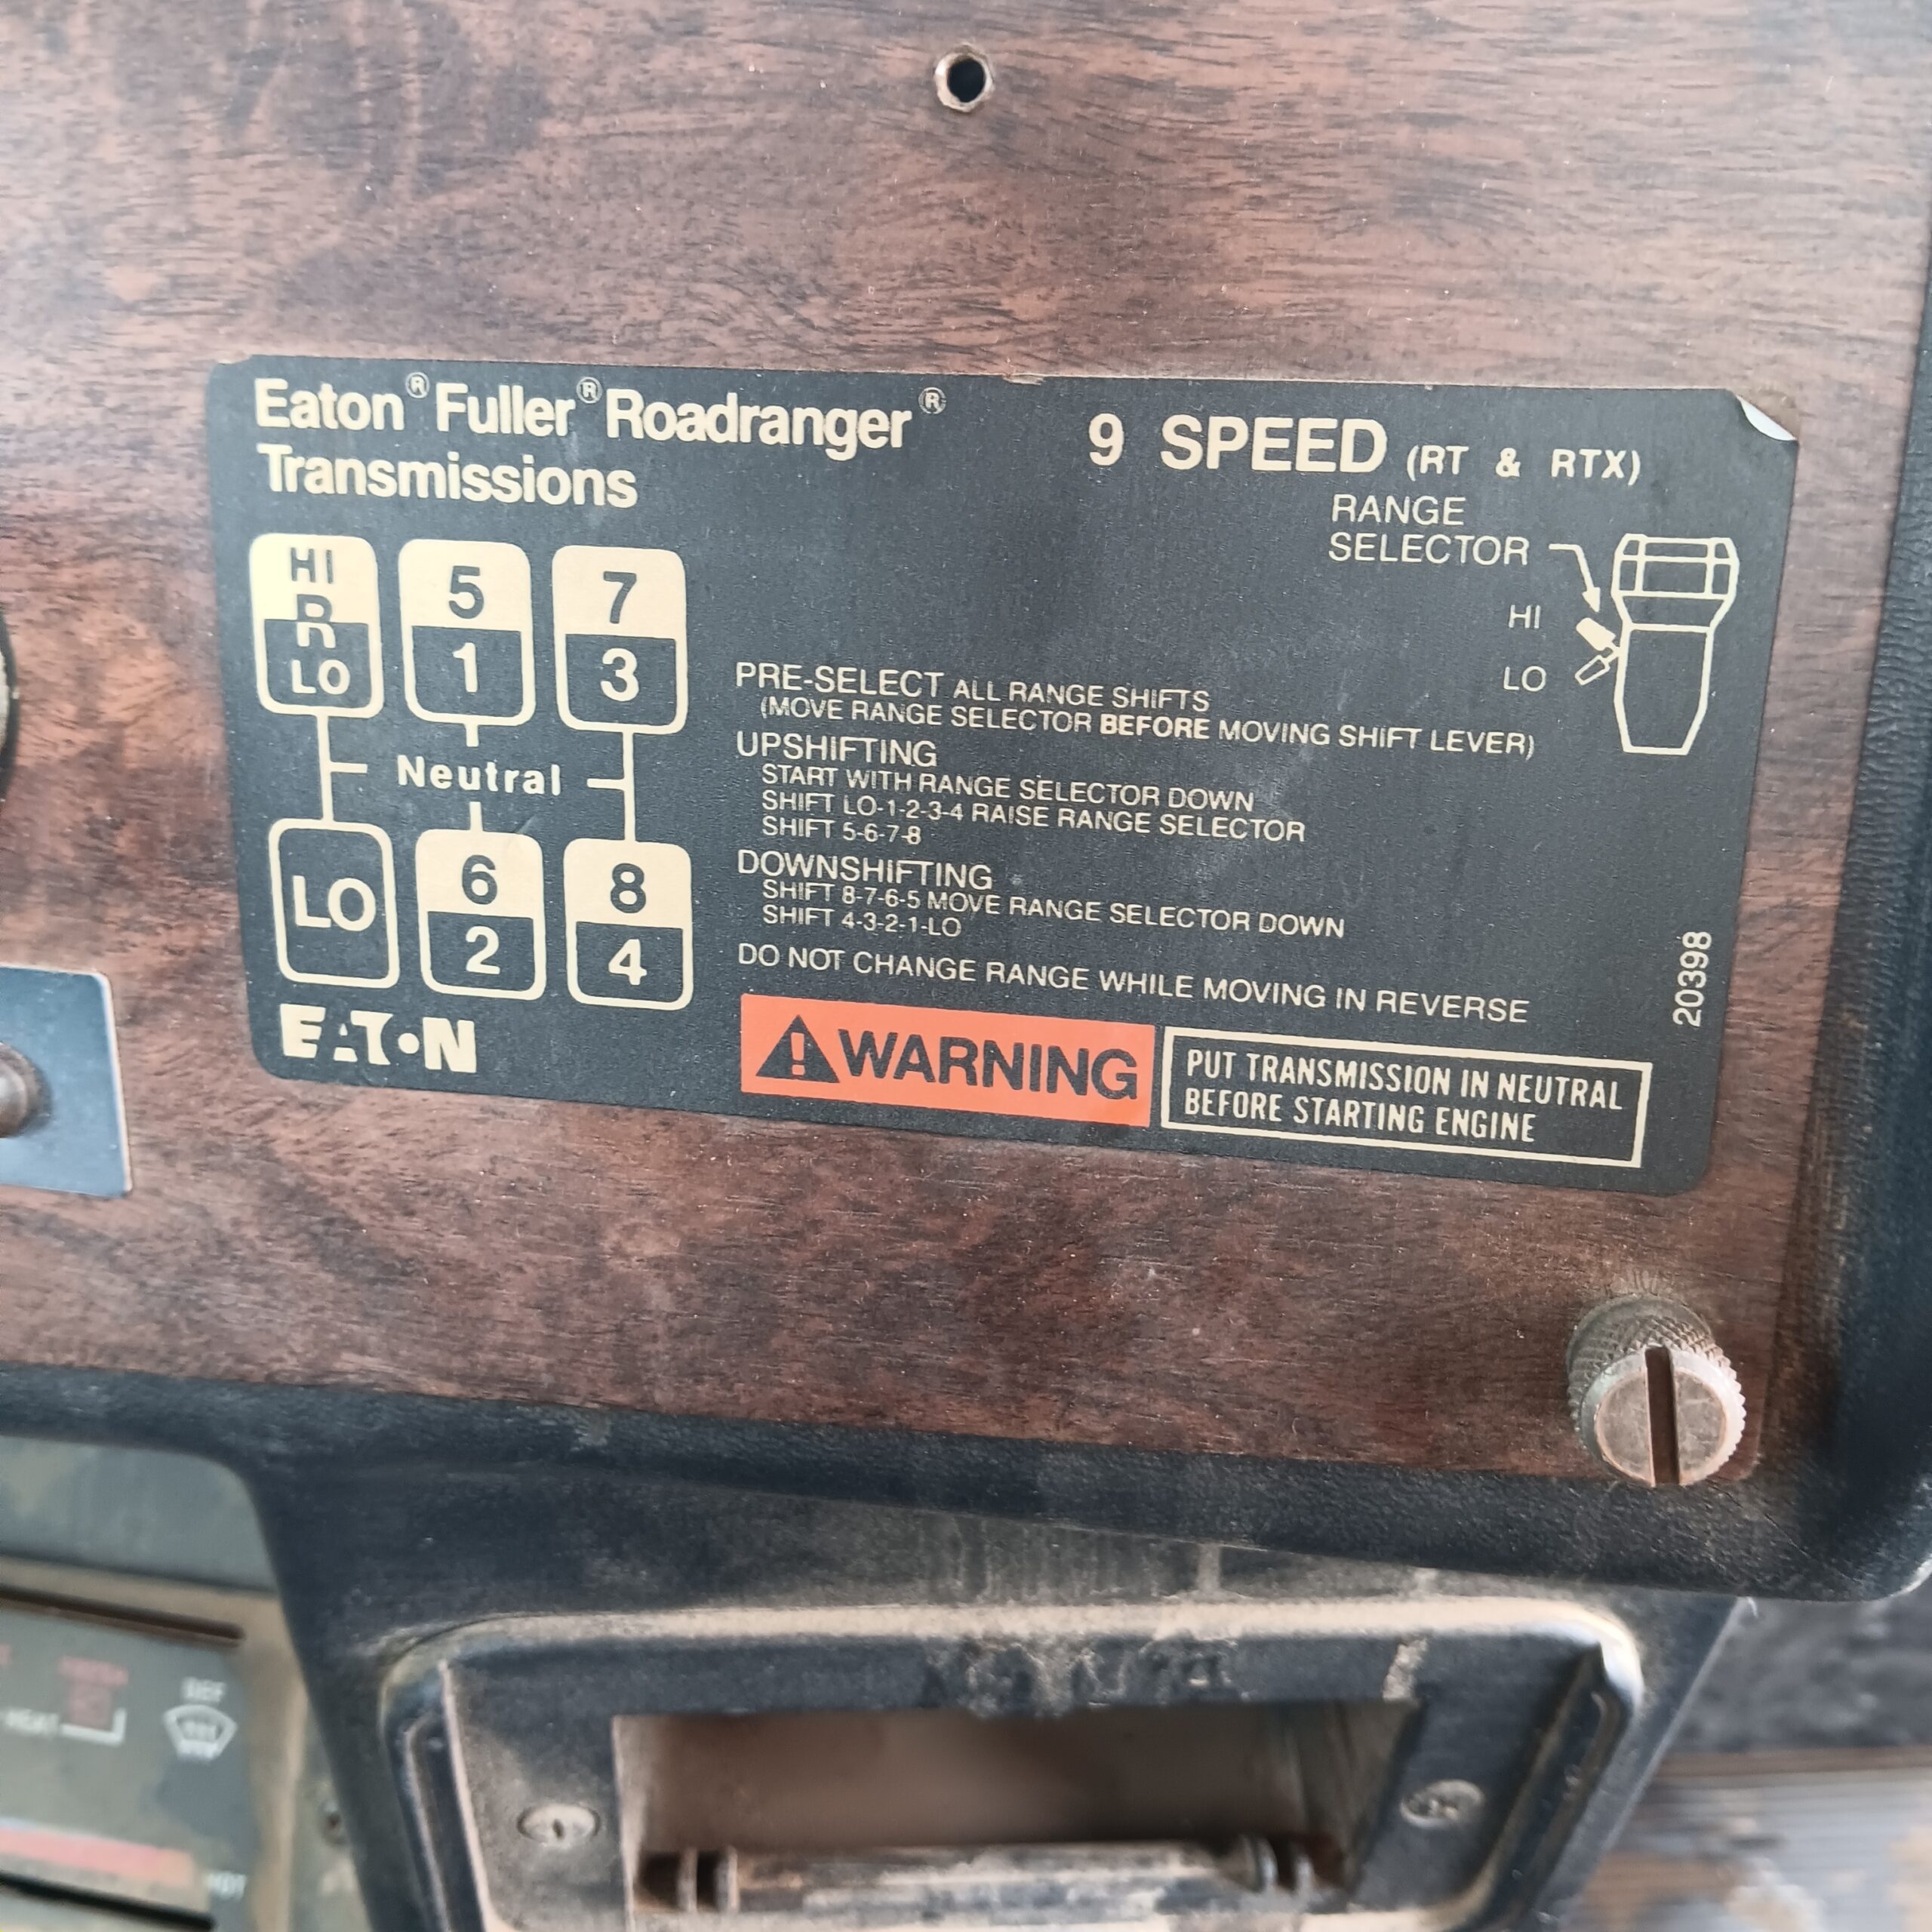 Eaton® Fuller® Roadranger®
Transmissions
9 SPEED (RT & RTX)
RANGE
SELECTOR
HI
LO
HI
R
LO
5
1
7
3
Neutral
LO
6
2
8
4
PRE-SELECT ALL RANGE SHIFTS
(MOVE RANGE SELECTOR BEFORE MOVING SHIFT LEVER)
UPSHIFTING
START WITH RANGE SELECTOR DOWN
SHIFT LO-1-2-3-4 RAISE RANGE SELECTOR
SHIFT 5-6-7-8
DOWNSHIFTING
SHIFT 8-7-6-5 MOVE RANGE SELECTOR DOWN
SHIFT 4-3-2-1-LO
DO NOT CHANGE RANGE WHILE MOVING IN REVERSE
20398
EATON
WARNING
PUT TRANSMISSION IN NEUTRAL
BEFORE STARTING ENGINE
DEF
HEAT
HOT